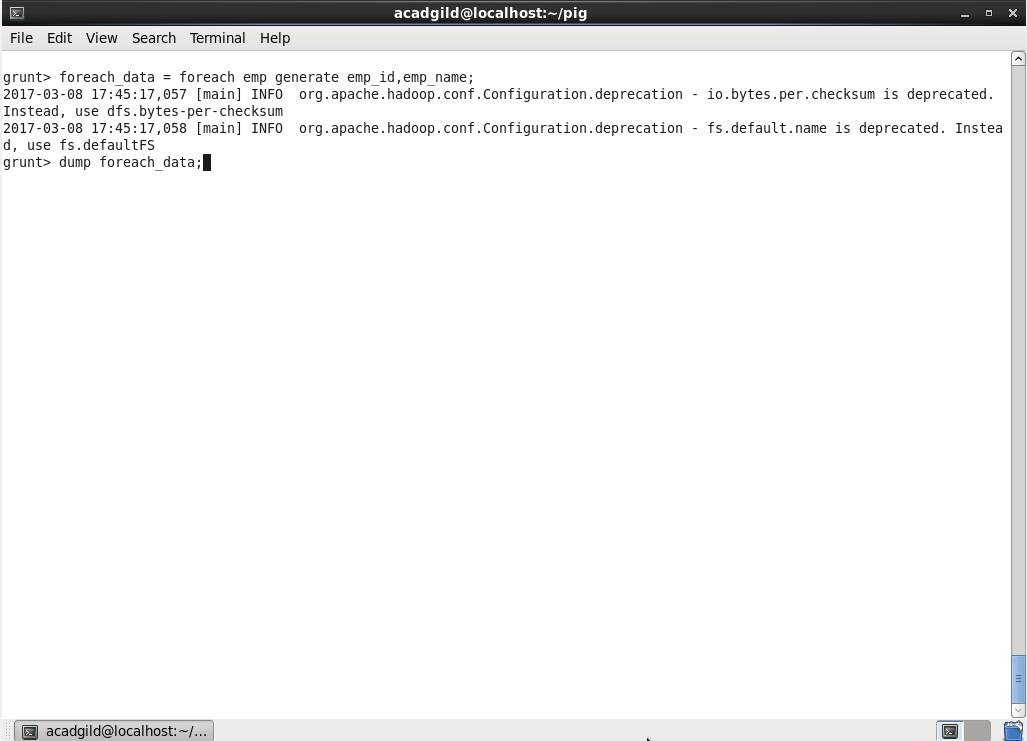 acadgild@localhost:~/pig
File Edit View Search Terminal Help
grunt> foreach_data = foreach emp generate emp_id,emp_name;
2017-03-08 17:45:17,057 [main] INFO  org.apache.hadoop.conf.Configuration.deprecation - io.bytes.per.checksum is deprecated.
Instead, use dfs.bytes-per-checksum
2017-03-08 17:45:17,058 [main] INFO  org.apache.hadoop.conf.Configuration.deprecation - fs.default.name is deprecated. Instea
d, use fs.defaultFS
grunt> dump foreach_data;
acadgild@localhost:~/...